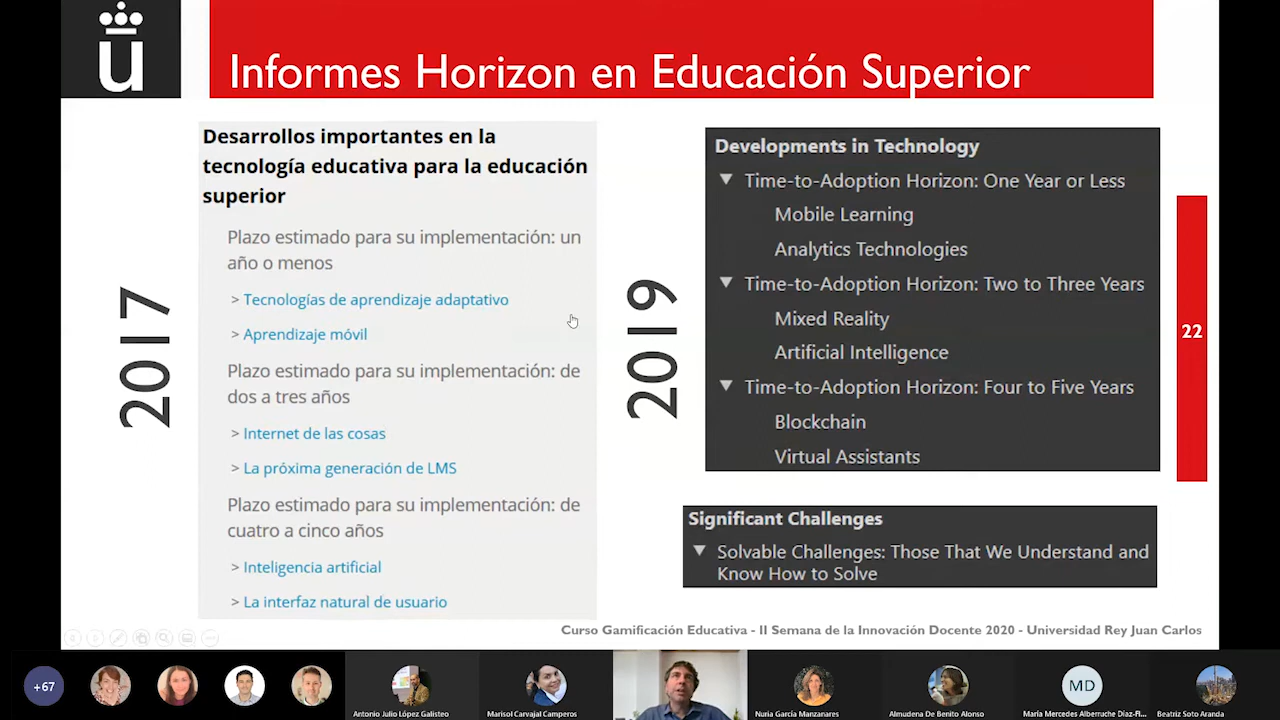 Informes Horizon en Educación Superior
2017
Desarrollos importantes en la
tecnología educativa para la educación
superior
Plazo estimado para su implementación: un
año o menos
> Tecnologías de aprendizaje adaptativo
> Aprendizaje móvil
Plazo estimado para su implementación: de
dos a tres años
> Internet de las cosas
> La próxima generación de LMS
Plazo estimado para su implementación: de
cuatro a cinco años
> Inteligencia artificial
> La interfaz natural de usuario
2019
Developments in Technology
Time-to-Adoption Horizon: One Year or Less
Mobile Learning
Analytics Technologies
Time-to-Adoption Horizon: Two to Three Years
Mixed Reality
Artificial Intelligence
Time-to-Adoption Horizon: Four to Five Years
Blockchain
Virtual Assistants
Significant Challenges
Solvable Challenges: Those That We Understand and
Know How to Solve
22
Curso Gamificación Educativa - II Semana de la Innovación Docente 2020 - Universidad Rey Juan Carlos
+67
Antonio Julio López Galisteo
Marisol Carvajal Camperos
Nuria García Manzanares
Almudena De Benito Alonso
MD
María Mercedes Alberrache Díaz-Fl...
Beatriz Soto Aranda